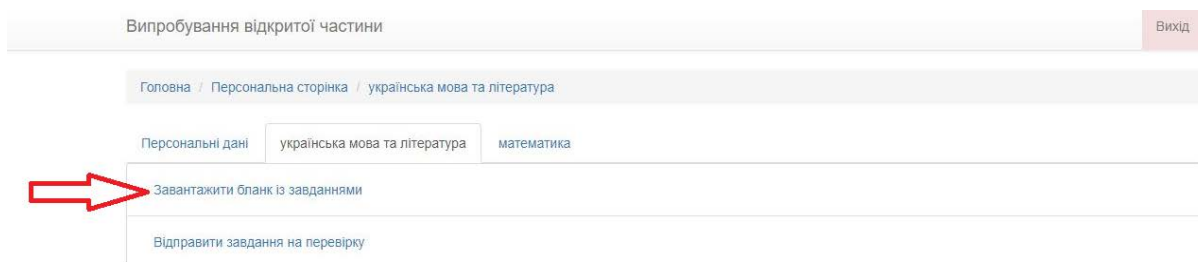 Випробування відкритої частини Вихід
Головна / Персональна сторінка / українська мова та література
Персональні дані українська мова та література математика
Завантажити бланк із завданнями
Відправити завдання на перевірку